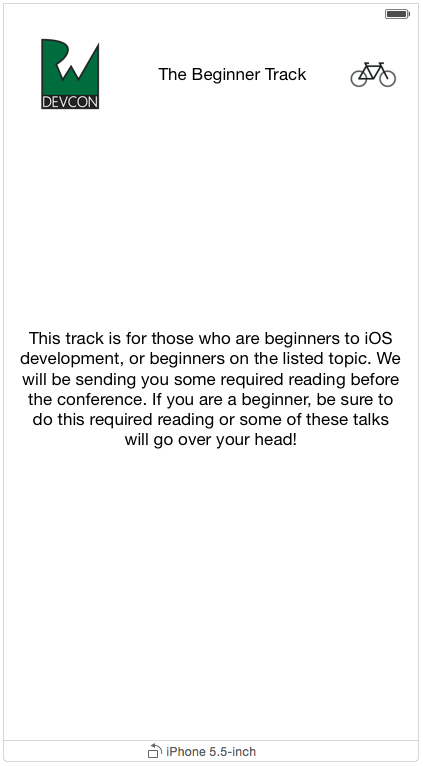 RW
DEVCON
The Beginner Track
This track is for those who are beginners to iOS
development, or beginners on the listed topic. We
will be sending you some required reading before
the conference. If you are a beginner, be sure to
do this required reading or some of these talks
will go over your head!
iPhone 5.5-inch